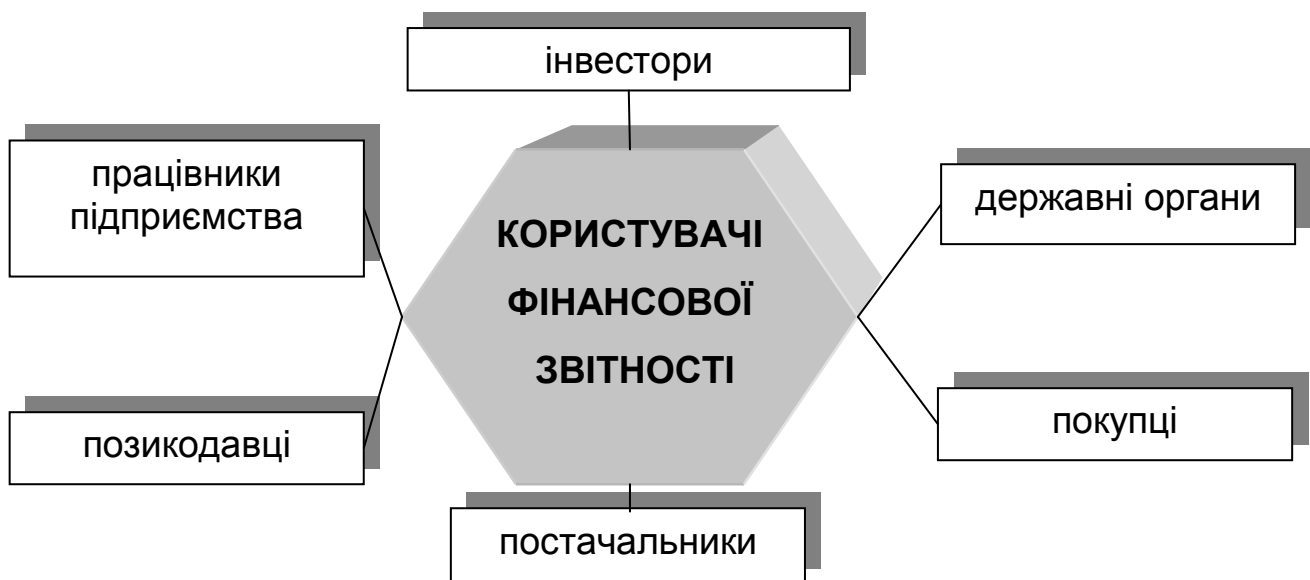 інвестори
працівники
підприємства
державні органи
КОРИСТУВАЧІ
ФІНАНСОВОЇ
ЗВІТНОСТІ
позикодавці
покупці
постачальники